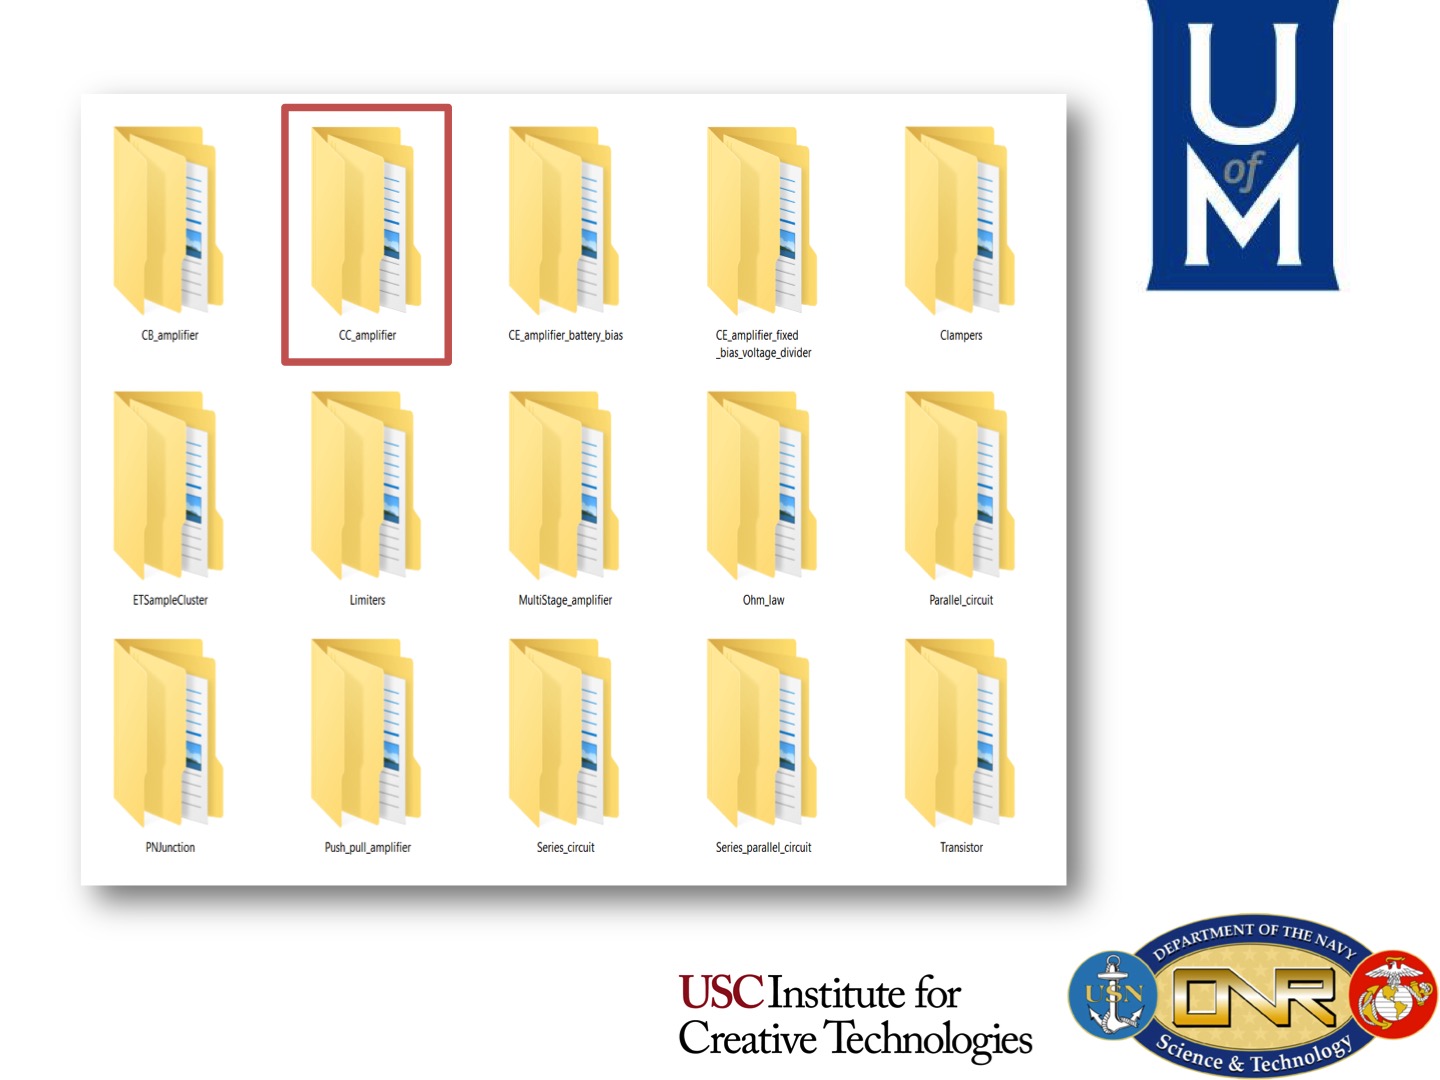 U
of
M
CB_amplifier
CC_amplifier
CE_amplifier_battery_bias
CE_amplifier_fixed
_bias_voltage_divider
Clampers
ETSampleCluster
Limiters
MultiStage_amplifier
Ohm_law
Parallel_circuit
PNJunction
Push_pull_amplifier
Series_circuit
Series_parallel_circuit
Transistor
USC Institute for
Creative Technologies
DEPARTMENT OF THE NAVY
USN
ONR
Science & Technology